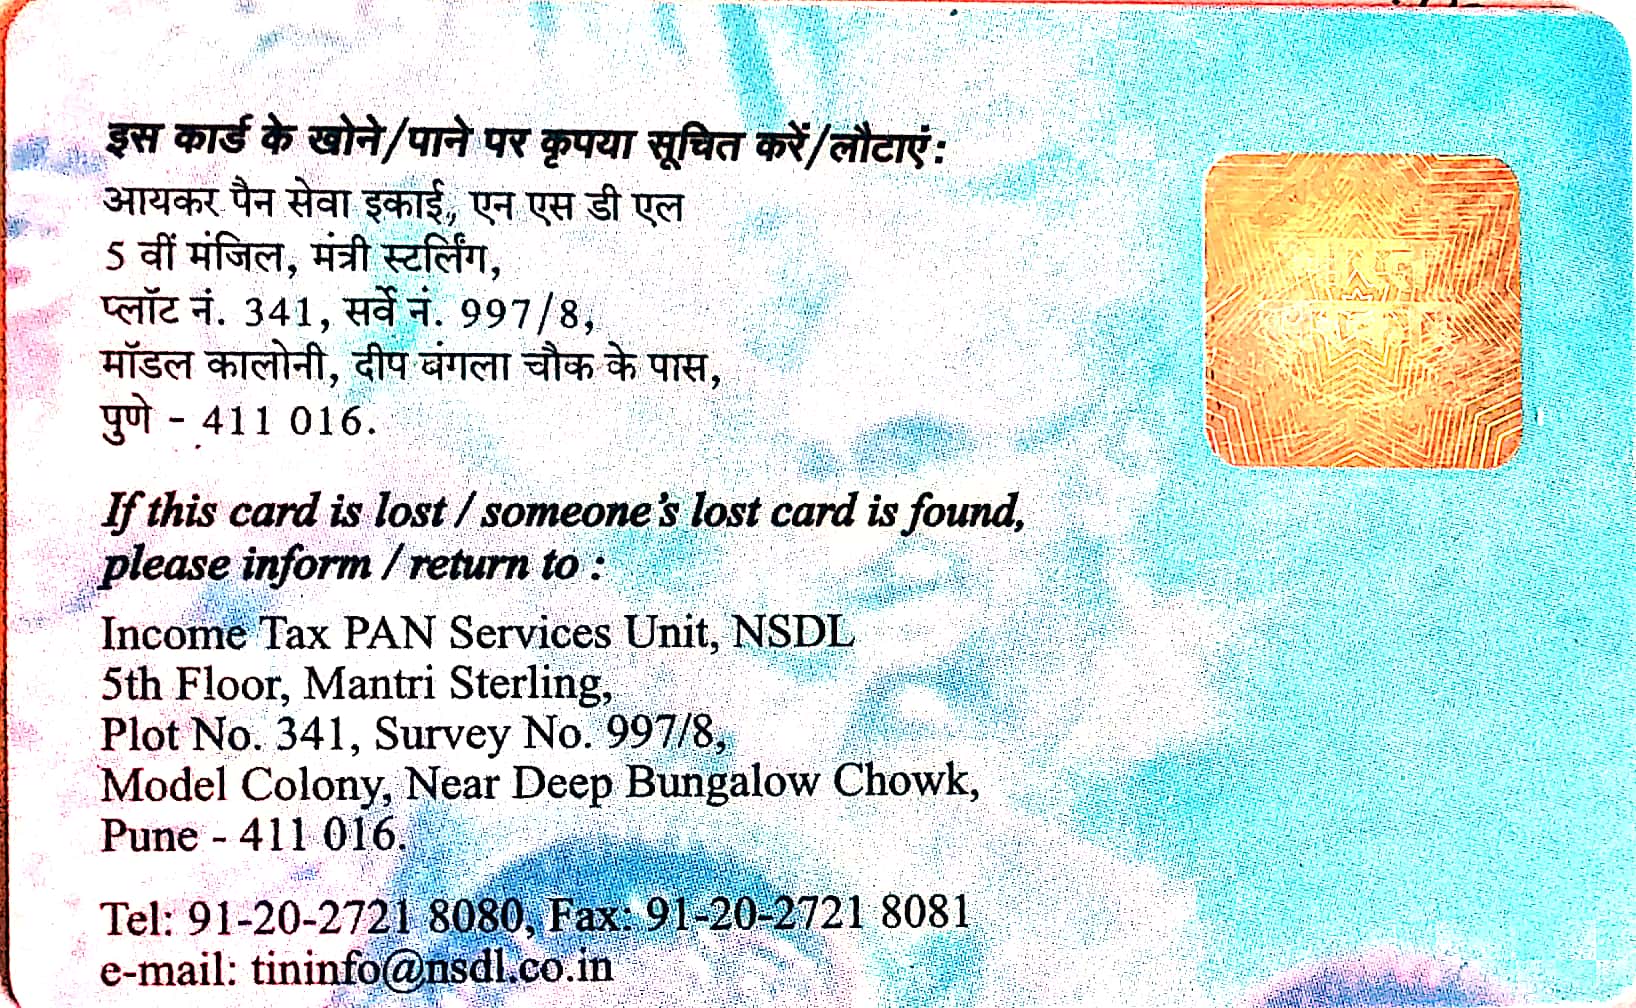 इस कार्ड के खोने/पाने पर कृपया सूचित करें/लौटाएं:
आयकर पैन सेवा इकाई, एन एस डी एल
5 वीं मंजिल, मंत्री स्टर्लिंग,
प्लॉट नं. 341, सर्वे नं. 997/8,
मॉडल कालोनी, दीप बंगला चौक के पास,
पुणे - 411 016.
If this card is lost / someone's lost card is found,
please inform / return to :
Income Tax PAN Services Unit, NSDL
5th Floor, Mantri Sterling,
Plot No. 341, Survey No. 997/8,
Model Colony, Near Deep Bungalow Chowk,
Pune - 411 016.
Tel: 91-20-2721 8080, Fax: 91-20-2721 8081
e-mail: tininfo@nsdl.co.in